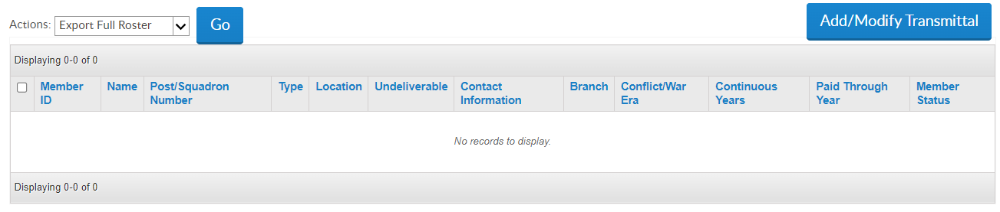 Actions: Export Full Roster Go Add/Modify Transmittal
Displaying 0-0 of 0
Member ID Name Post/Squadron Number Type Location Undeliverable Contact Information Branch Conflict/War Era Continuous Years Paid Through Year Member Status
No records to display.
Displaying 0-0 of 0